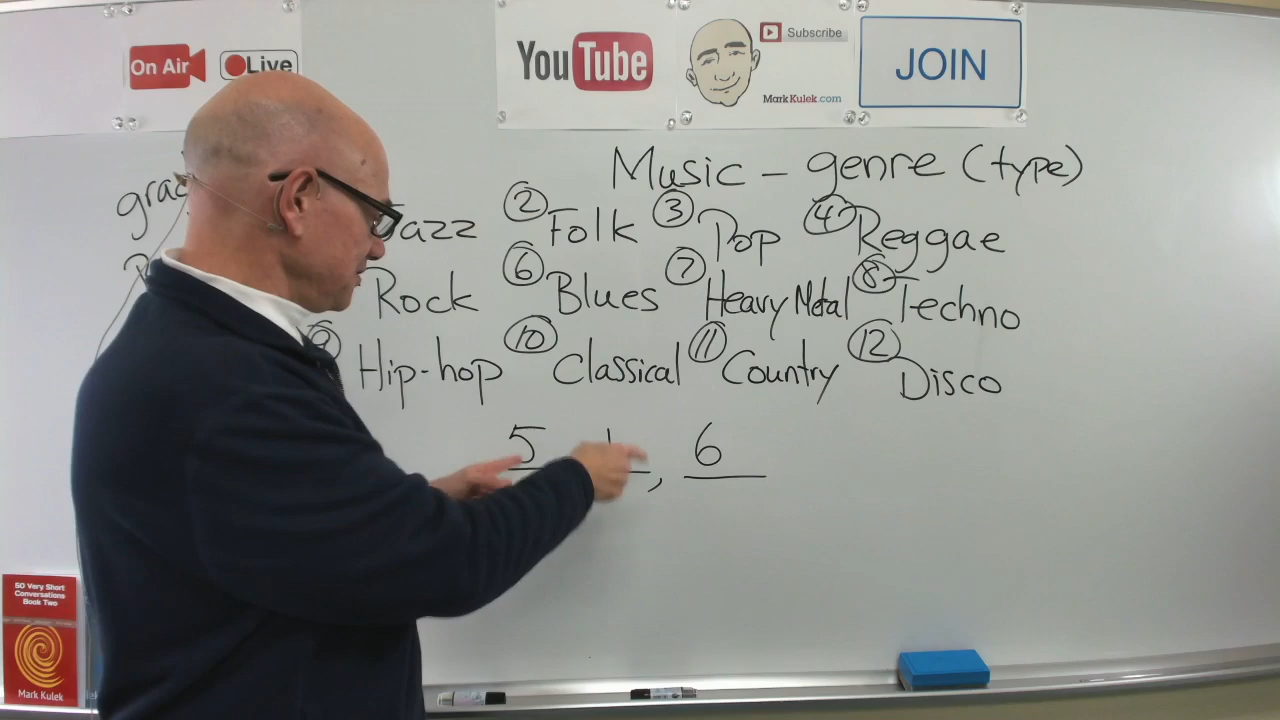 On Air
Live
YouTube
Subscribe
MarkKulek.com
JOIN
Music - genre (type)
Jazz ② Folk ③ Pop ④ Reggae
Rock ⑥ Blues ⑦ Heavy Metal ⑧ Techno
⑨ Hip-hop ⑩ Classical ⑪ Country ⑫ Disco
5 , 6
50 Very Short
Conversations
Book Two
Mark Kulek